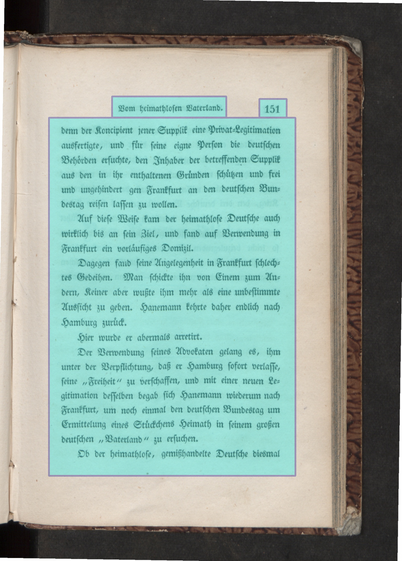 Vom heimathlosen Vaterland.
151
denn der Koncipient jener Supplik eine Privat-Legitimation
ausfertigte, und für seine eigne Person die deutschen
Behörden ersuchte, den Inhaber der betreffenden Supplik
aus den in ihr enthaltenen Gründen schützen und frei
und ungehindert gen Frankfurt an den deutschen Bun-
destag reisen lassen zu wollen.
Auf diese Weise kam der heimathlose Deutsche auch
wirklich bis an sein Ziel, und fand auf Verwendung in
Frankfurt ein vorläufiges Domizil.
Dagegen fand seine Angelegenheit in Frankfurt schlech-
tes Gedeihen. Man schickte ihn von Einem zum An-
dern, Keiner aber wußte ihm mehr als eine unbestimmte
Aussicht zu geben. Hanemann kehrte daher endlich nach
Hamburg zurück.
Hier wurde er abermals arretirt.
Der Verwendung seines Advokaten gelang es, ihm
unter der Verpflichtung, daß er Hamburg sofort verlasse,
seine „Freiheit“ zu verschaffen, und mit einer neuen Le-
gitimation desselben begab sich Hanemann wiederum nach
Frankfurt, um noch einmal den deutschen Bundestag um
Ermittelung eines Stückchens Heimath in seinem großen
deutschen „Vaterland“ zu ersuchen.
Ob der heimathlose, gemißhandelte Deutsche diesmal